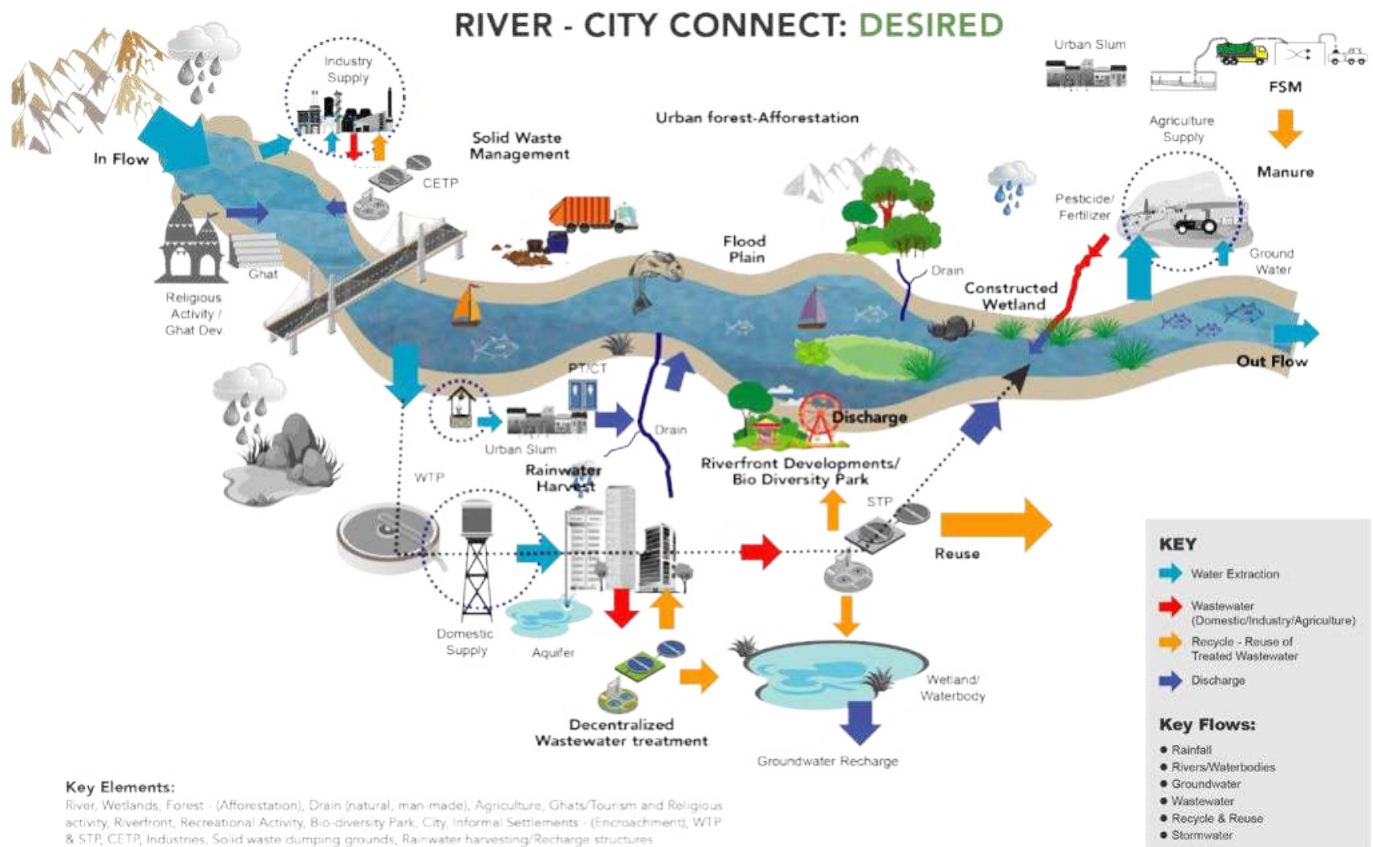 RIVER - CITY CONNECT: DESIRED
Urban Slum
FSM
Industry
Supply
Urban forest-Afforestation
Solid Waste
Management
Agriculture
Supply
In Flow
CETP
Manure
Pesticide/
Fertilizer
Flood
Plain
Ghat
Drain
Ground
Water
Constructed
Wetland
Religious
Activity /
Ghat Dev.
Out Flow
PT/CT
Discharge
Drain
Urban Slum
Rainwater
Harvest
Riverfront Developments/
Bio Diversity Park
WTP
STP
Reuse
Domestic
Supply
Aquifer
Wetland/
Waterbody
Decentralized
Wastewater treatment
Groundwater Recharge
KEY
Water Extraction
Wastewater
(Domestic/Industry/Agriculture)
Recycle - Reuse of
Treated Wastewater
Discharge
Key Flows:
● Rainfall
● Rivers/Waterbodies
● Groundwater
● Wastewater
● Recycle & Reuse
● Stormwater
Key Elements:
River, Wetlands, Forest - (Afforestation), Drain (natural, man-made), Agriculture, Ghats/Tourism and Religious
activity, Riverfront, Recreational Activity, Bio-diversity Park, City, Informal Settlements - (Encroachment), WTP
& STP, CETP, Industries, Solid waste dumping grounds, Rainwater harvesting/Recharge structures